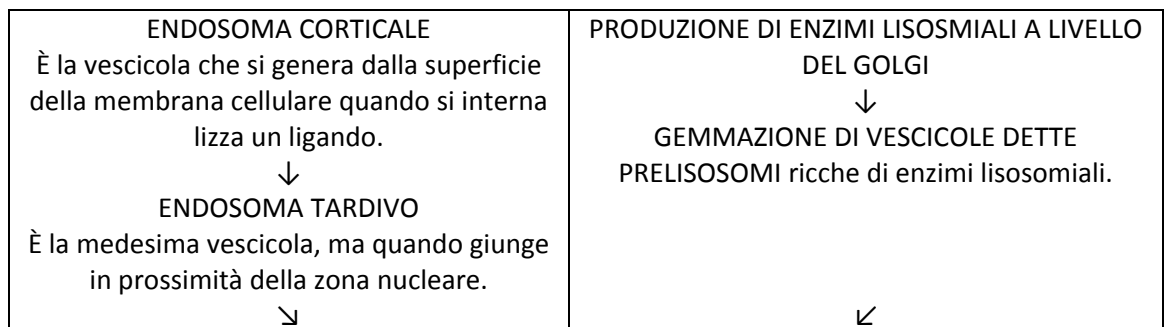 ENDOSOMA CORTICALE
È la vescicola che si genera dalla superficie
della membrana cellulare quando si interna
lizza un ligando.
↓
ENDOSOMA TARDIVO
È la medesima vescicola, ma quando giunge
in prossimità della zona nucleare.
↘
PRODUZIONE DI ENZIMI LISOSMIALI A LIVELLO
DEL GOLGI
↓
GEMMAZIONE DI VESCICOLE DETTE
PRELISOSOMI ricche di enzimi lisosomiali.
↙